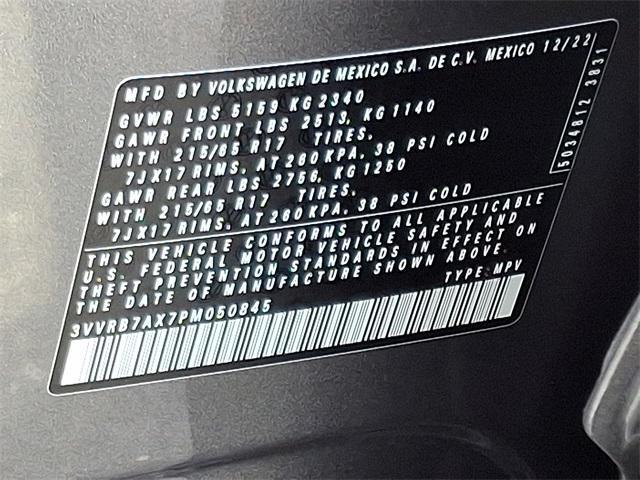 MFD BY VOLKSWAGEN DE MEXICO S.A. DE C.V. MEXICO 12/22
GVWR LBS 5159 KG 2340
GAWR FRONT LBS 2513, KG 1140
WITH 215/65 R17 TIRES,
7JX17 RIMS, AT 260 KPA, 38 PSI COLD
GAWR REAR LBS 2756, KG 1250
WITH 215/65 R17 TIRES,
7JX17 RIMS, AT 260 KPA, 38 PSI COLD
THIS VEHICLE CONFORMS TO ALL APPLICABLE
U.S. FEDERAL MOTOR VEHICLE SAFETY AND
THEFT PREVENTION STANDARDS IN EFFECT ON
THE DATE OF MANUFACTURE SHOWN ABOVE.
3VVRB7AX7PM050845 TYPE: MPV
5034812 3831